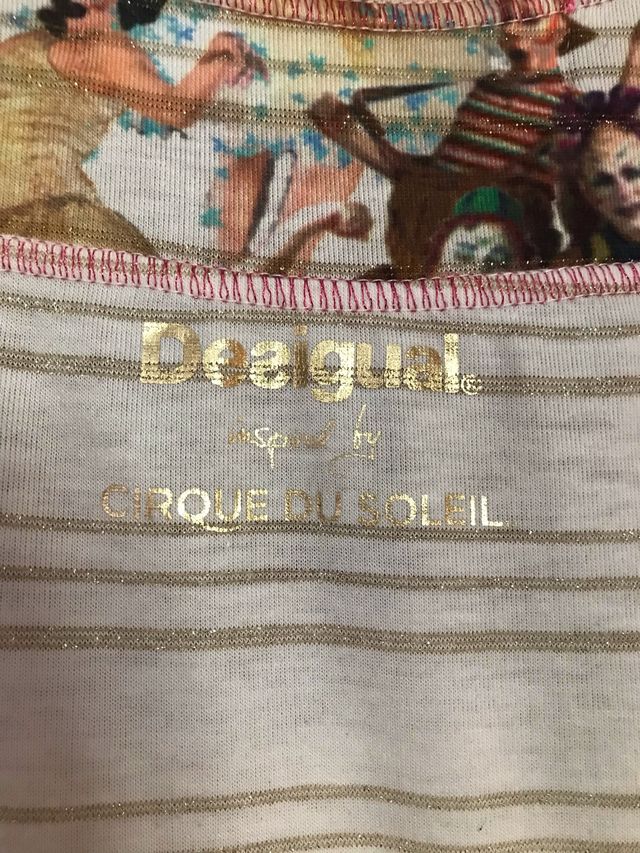 Desigual.®
inspired by
CIRQUE DU SOLEIL.